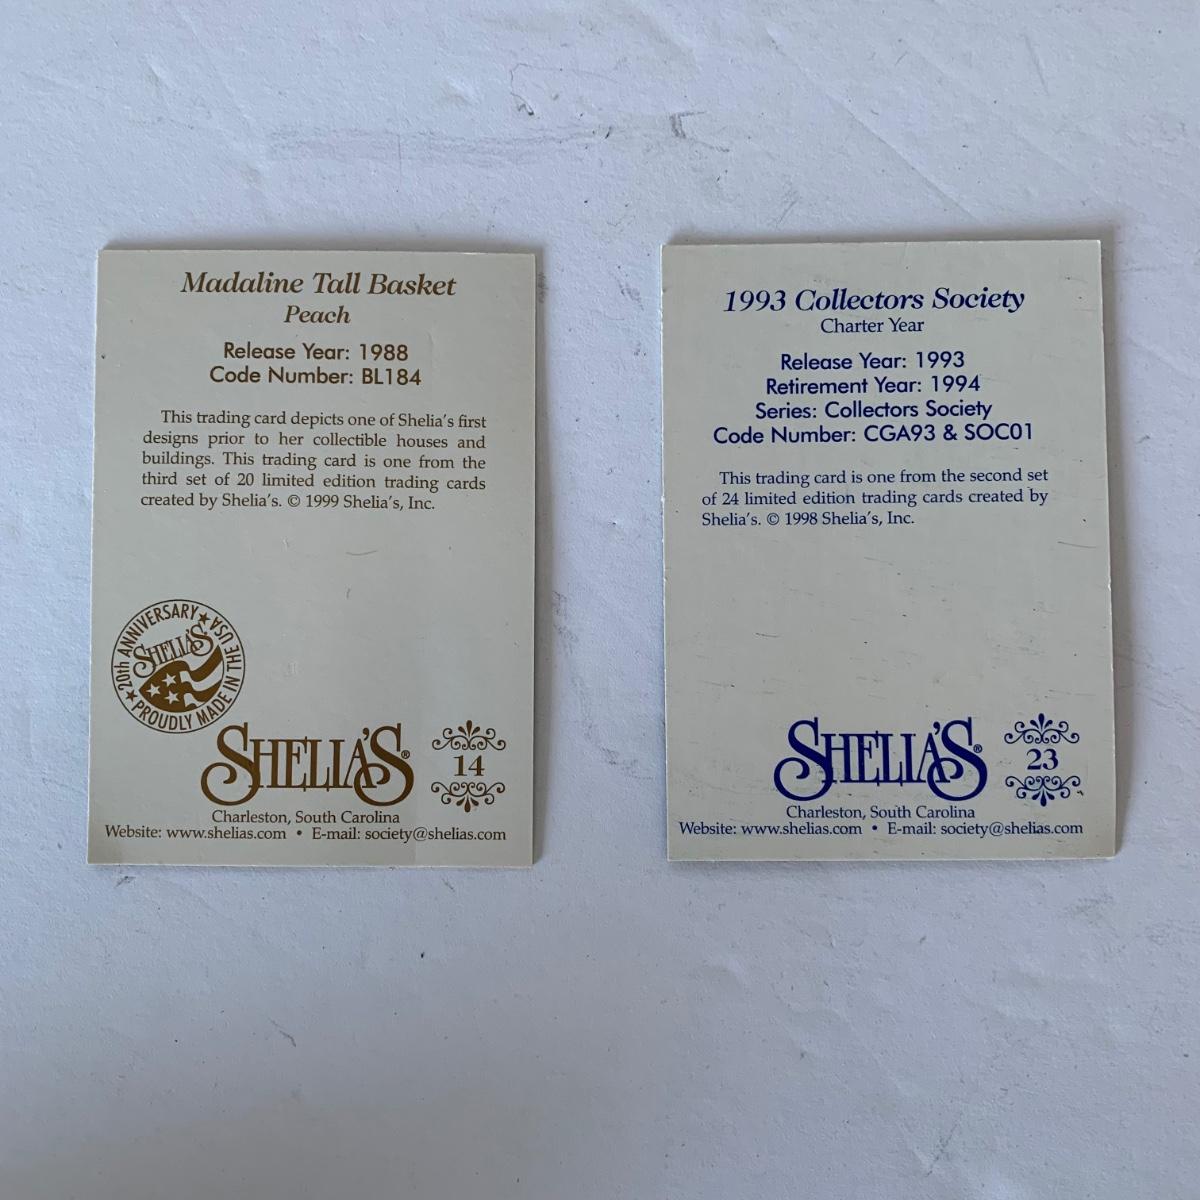 Madaline Tall Basket
Peach
Release Year: 1988
Code Number: BL184
This trading card depicts one of Shelia's first
designs prior to her collectible houses and
buildings. This trading card is one from the
third set of 20 limited edition trading cards
created by Shelia's. © 1999 Shelia's, Inc.
20th ANNIVERSARY ★ MADE IN THE USA
★ PROUDLY
SHELIA'S
SHELIA'S®
14
Charleston, South Carolina
Website: www.shelias.com • E-mail: society@shelias.com
1993 Collectors Society
Charter Year
Release Year: 1993
Retirement Year: 1994
Series: Collectors Society
Code Number: CGA93 & SOC01
This trading card is one from the second set
of 24 limited edition trading cards created by
Shelia's. © 1998 Shelia's, Inc.
SHELIA'S®
23
Charleston, South Carolina
Website: www.shelias.com • E-mail: society@shelias.com